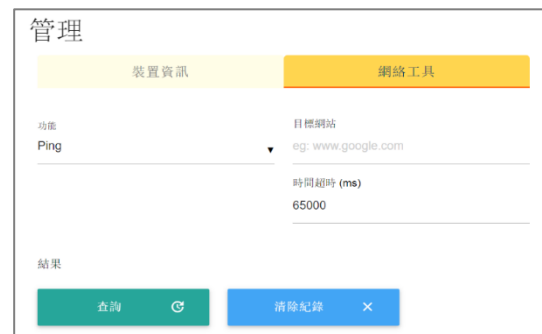 管理
裝置資訊
網絡工具
功能
Ping
目標網站
eg: www.google.com
時間超時 (ms)
65000
結果
查詢
清除紀錄